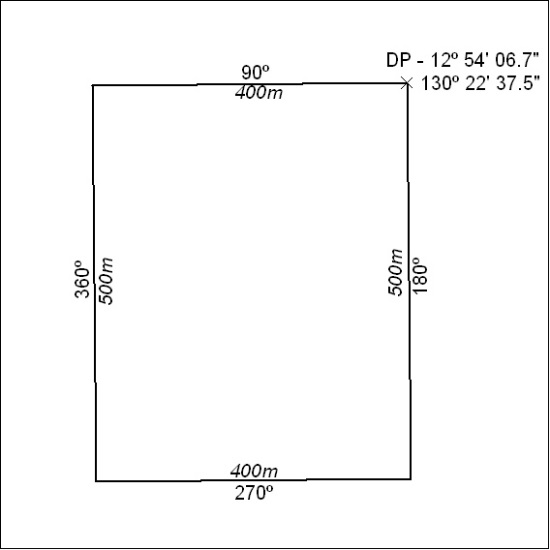 DP - 12º 54' 06.7"
130º 22' 37.5"
90º
400m
360º
500m
500m
180º
400m
270º